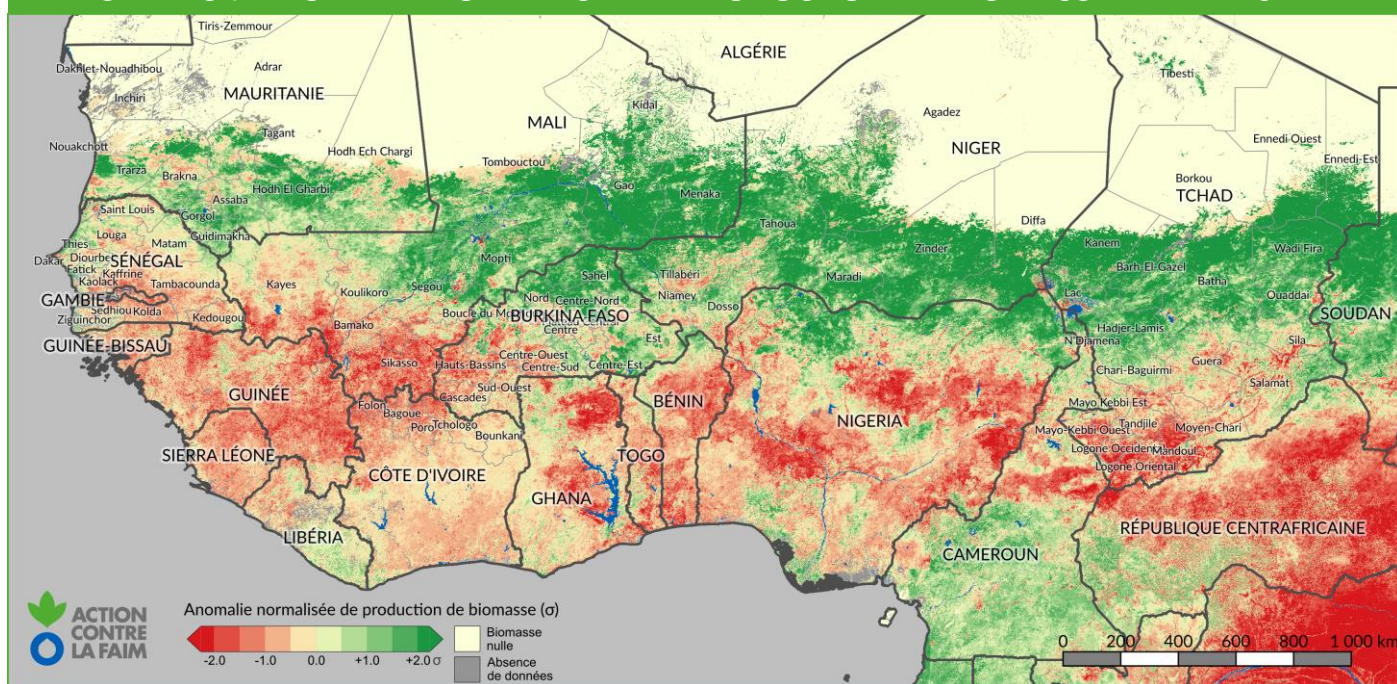 Tiris-Zemmour
ALGÉRIE
Dakhlet-Nouadhibou
Adrar
Tibesti
Inchiri
MAURITANIE
Kidal
Agadez
MALI
Tagant
Ennedi Ouest
Nouakchott
Hodh Ech Chargi
NIGER
Tombouctou
Ennedi-Est
Trarza
Brakna
Borkou
Gao
Hodh El Gharbi
Menaka
TCHAD
Assaba
Saint Louis
Gorgol
Tahoua
Diffa
Guidimakha
Louga
Kanem
Thies
Matam
Zinder
Wadi Fira
Dakar
Diourbel
SÉNÉGAL
Mopti
Barh-El-Gazel
Fatick
Kaffrine
Sahel
Tillabéri
Maradi
Batha
Kaolack
Tambacounda
Kayes
Koulikoro
Segou
Niamey
Lac
Ouaddai
GAMBIE
Nord
Centre-Nord
Dosso
Sedhiou
Kolda
Boucle du
BURKINA FASO
SOUDAN
Ziguinchor
Kedougou
Bamako
Centre
Hadjer-Lamis
GUINÉE-BISSAU
Est
N'Djamena
Sila
Centre-Ouest
Sikasso
Hauts-Bassins
Centre-Sud
Centre-Est
Guera
Chari-Baguirmi
Salamat
GUINÉE
Sud-Ouest
Cascades
BÉNIN
Folon
Bagoue
Mayo Kebbi Est
Poro
Tchologo
NIGERIA
Tandjile
Bounkani
Mayo-Kebbi Ouest
Moyen-Chari
SIERRA LÉONE
Logone Occidental
Mandoul
TOGO
Logone Oriental
CÔTE D'IVOIRE
GHANA
RÉPUBLIQUE CENTRAFRICAINE
LIBÉRIA
CAMEROUN
ACTION
CONTRE
LA FAIM
Anomalie normalisée de production de biomasse (σ)
-2.0 -1.0 0.0 +1.0 +2.0 σ
Biomasse
nulle
Absence
de données
0 200 400 600 800 1 000 km